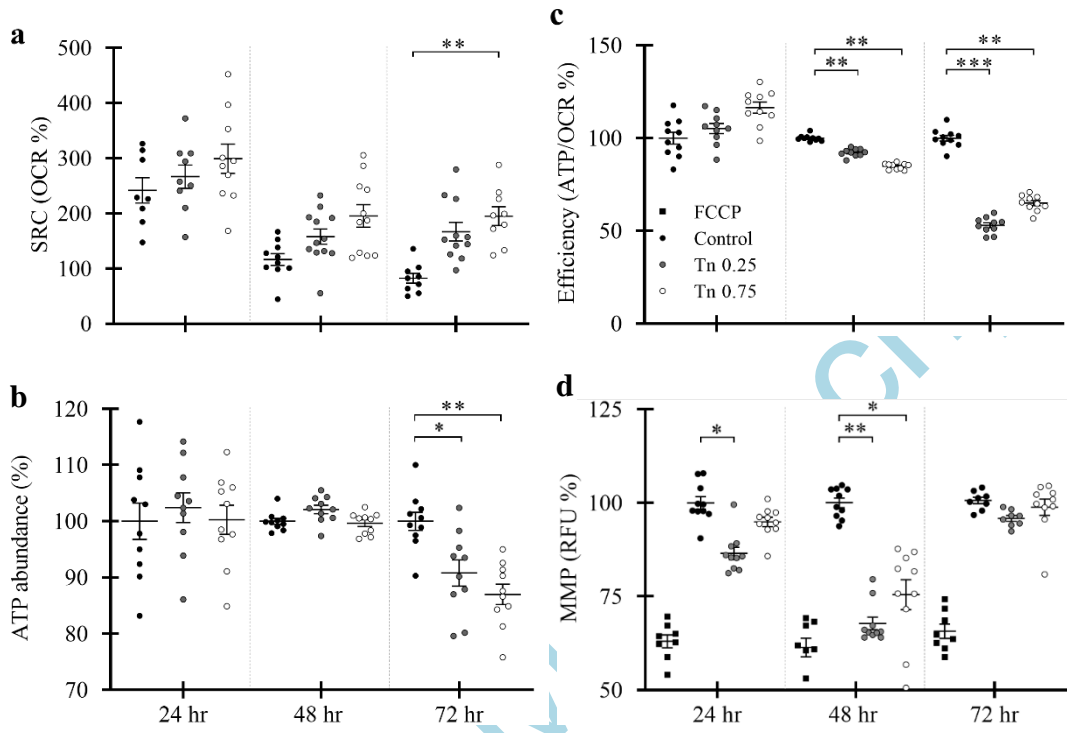 a
SRC (OCR %)
500
400
300
200
100
0
**
c
Efficiency (ATP/OCR %)
150
100
50
0
**
**
**
***
FCCP
Control
Tn 0.25
Tn 0.75
b
ATP abundance (%)
120
110
100
90
80
70
**
*
24 hr
48 hr
72 hr
d
MMP (RFU %)
125
100
75
50
*
*
**
24 hr
48 hr
72 hr